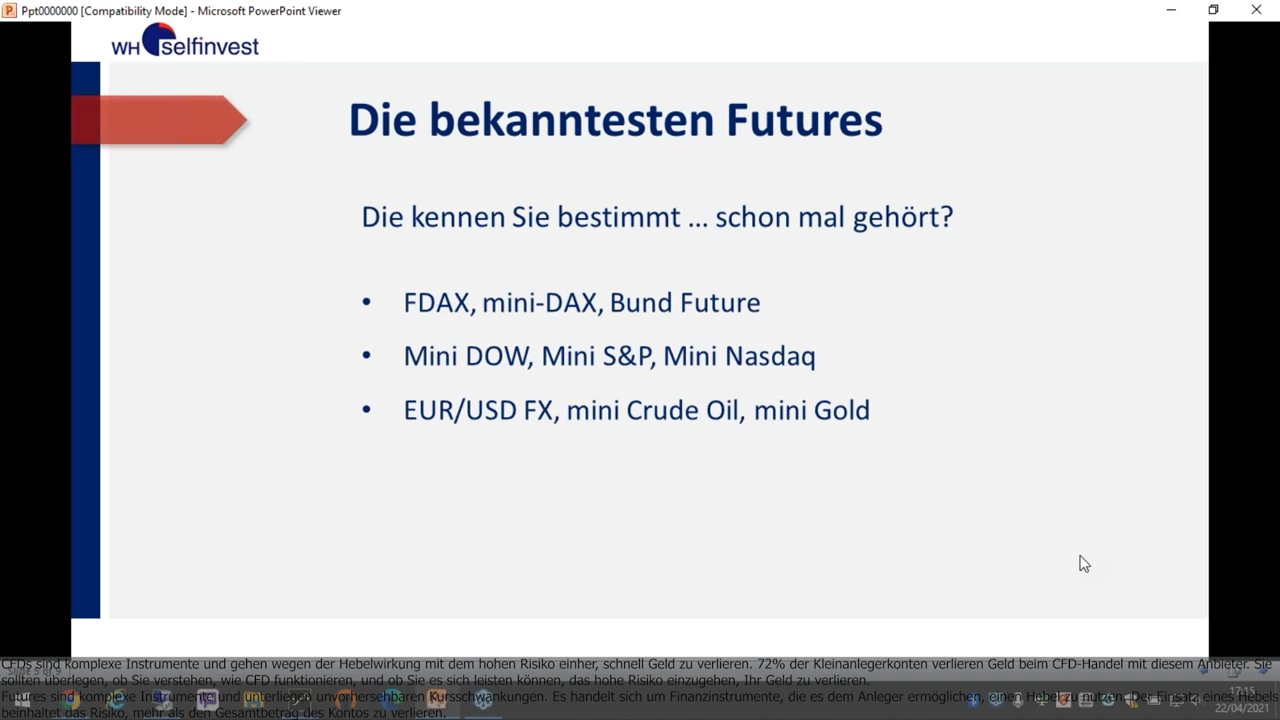 Ppt0000000 [Compatibility Mode] - Microsoft PowerPoint Viewer
WH selfinvest
Die bekanntesten Futures
Die kennen Sie bestimmt ... schon mal gehört?
• FDAX, mini-DAX, Bund Future
• Mini DOW, Mini S&P, Mini Nasdaq
• EUR/USD FX, mini Crude Oil, mini Gold
Slide 5 of 9
CFDs sind komplexe Instrumente und gehen wegen der Hebelwirkung mit dem hohen Risiko einher, schnell Geld zu verlieren. 72% der Kleinanlegerkonten verlieren Geld beim CFD-Handel mit diesem Anbieter. Sie
sollten überlegen, ob Sie verstehen, wie CFD funktionieren, und ob Sie es sich leisten können, das hohe Risiko einzugehen, Ihr Geld zu verlieren.
Futures sind komplexe Instrumente und unterliegen unvorhersehbaren Kursschwankungen. Es handelt sich um Finanzinstrumente, die es dem Anleger ermöglichen, einen Hebel zu nutzen. Der Einsatz eines Hebels
beinhaltet das Risiko, mehr als den Gesamtbetrag des Kontos zu verlieren.
17:15
22/04/2021